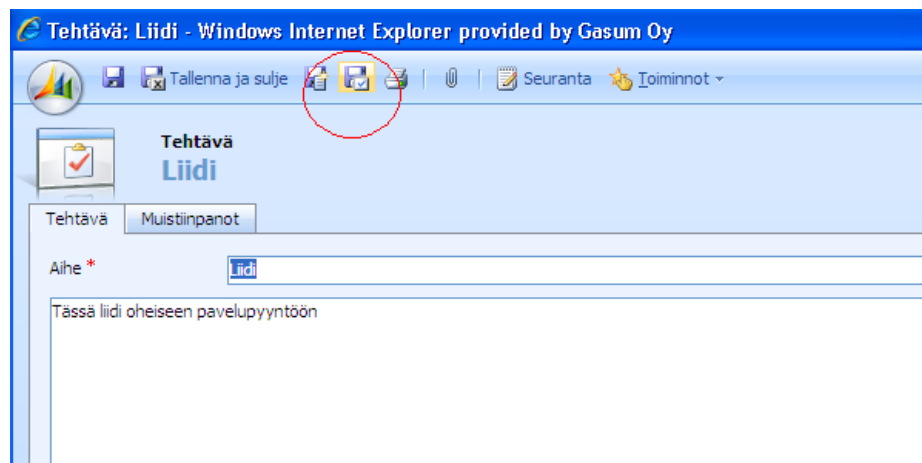 Tehtävä: Liidi - Windows Internet Explorer provided by Gasum Oy
Tallenna ja sulje Seuranta Toiminnot
Tehtävä
Liidi
Tehtävä Muistiinpanot
Aihe * Liidi
Tässä liidi oheiseen pavelupyyntöön